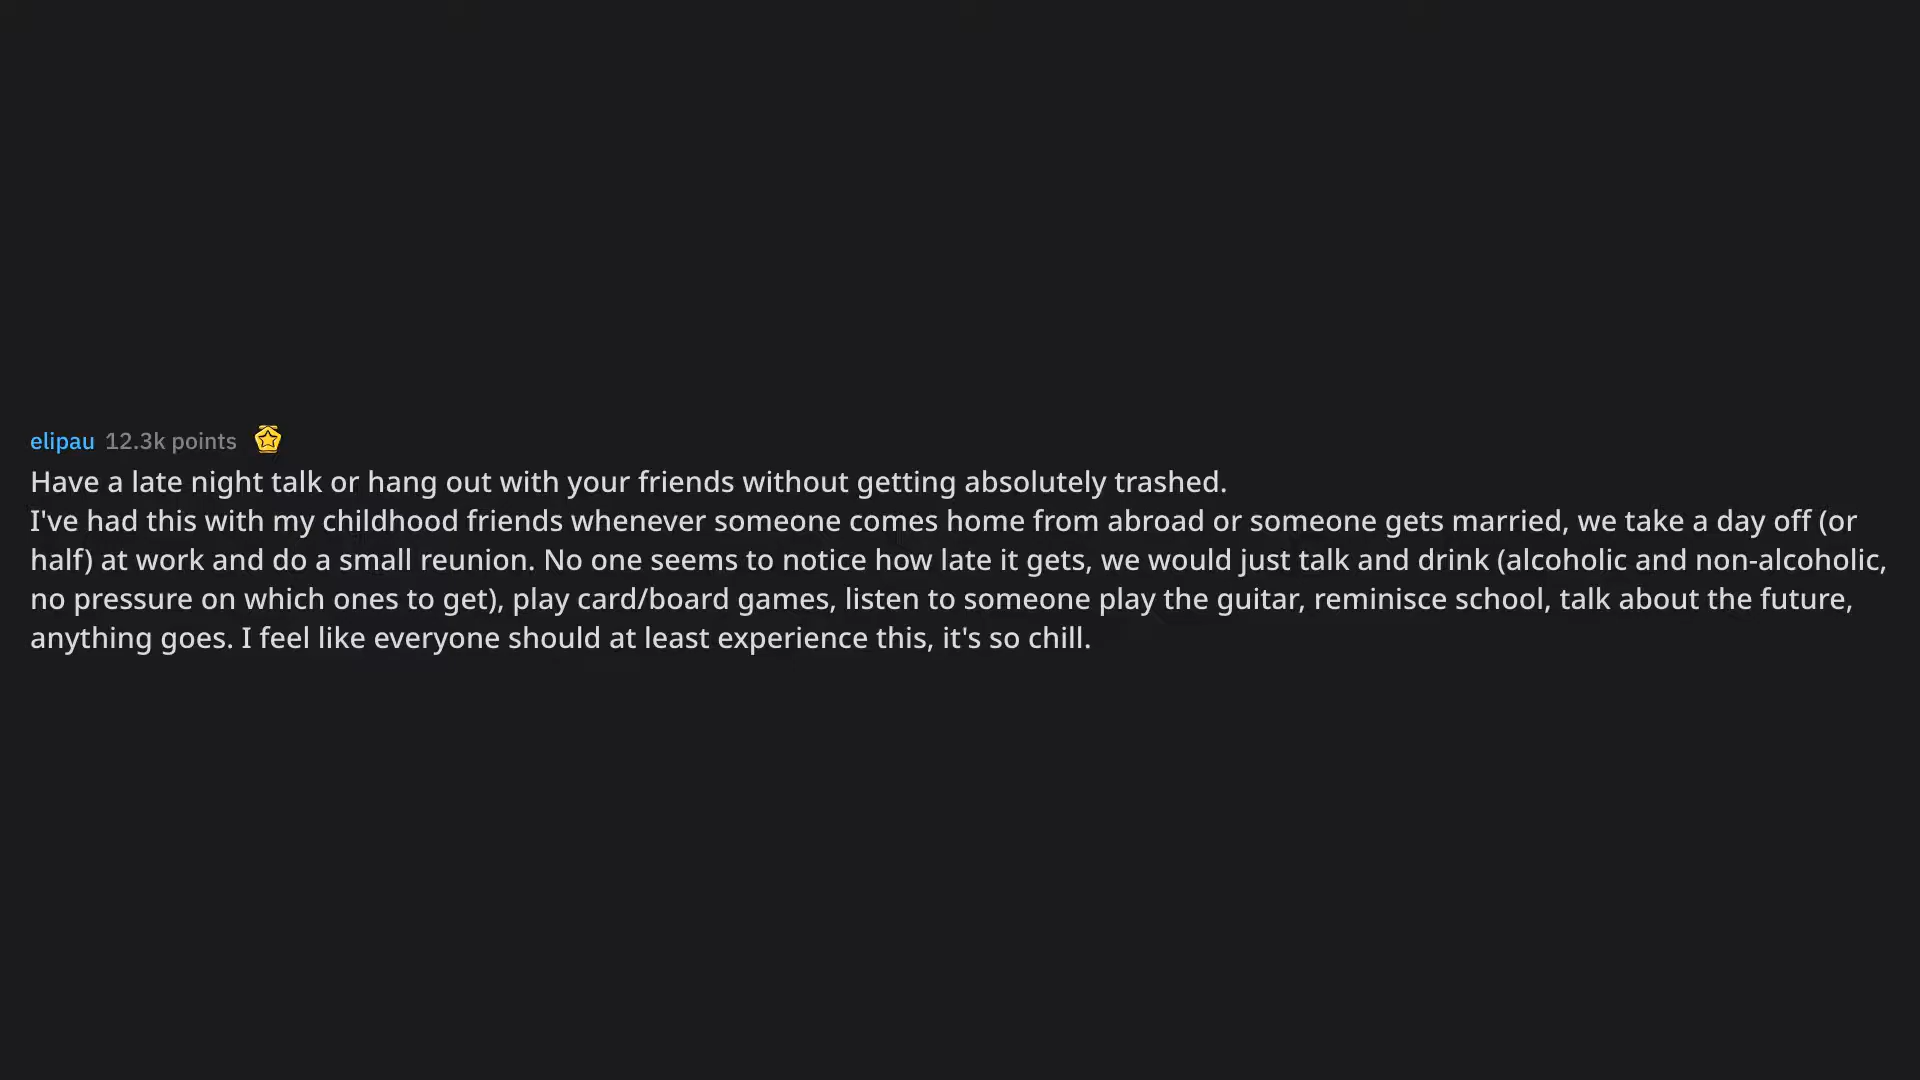 elipau 12.3k points
Have a late night talk or hang out with your friends without getting absolutely trashed.
I've had this with my childhood friends whenever someone comes home from abroad or someone gets married, we take a day off (or
half) at work and do a small reunion. No one seems to notice how late it gets, we would just talk and drink (alcoholic and non-alcoholic,
no pressure on which ones to get), play card/board games, listen to someone play the guitar, reminisce school, talk about the future,
anything goes. I feel like everyone should at least experience this, it's so chill.